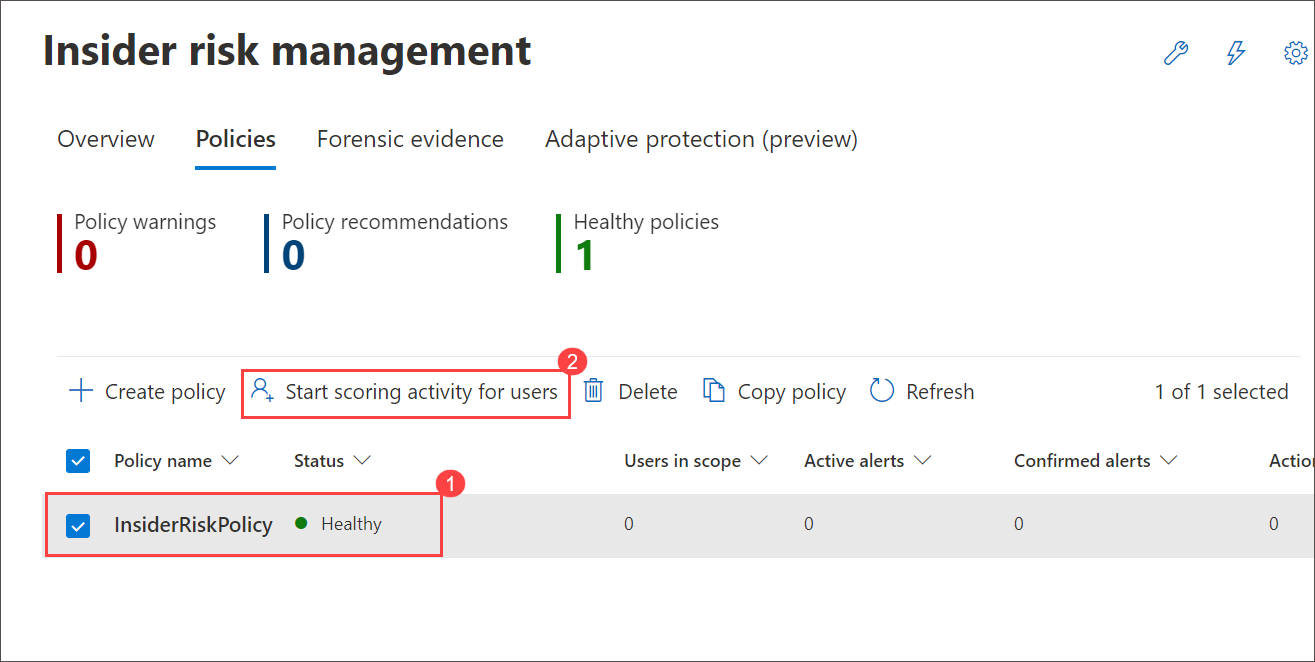 Insider risk management
Overview Policies Forensic evidence Adaptive protection (preview)
Policy warnings Policy recommendations Healthy policies
0 0 1
2
Create policy Start scoring activity for users Delete Copy policy Refresh 1 of 1 selected
Policy name Status Users in scope Active alerts Confirmed alerts Action
1
InsiderRiskPolicy Healthy 0 0 0 0